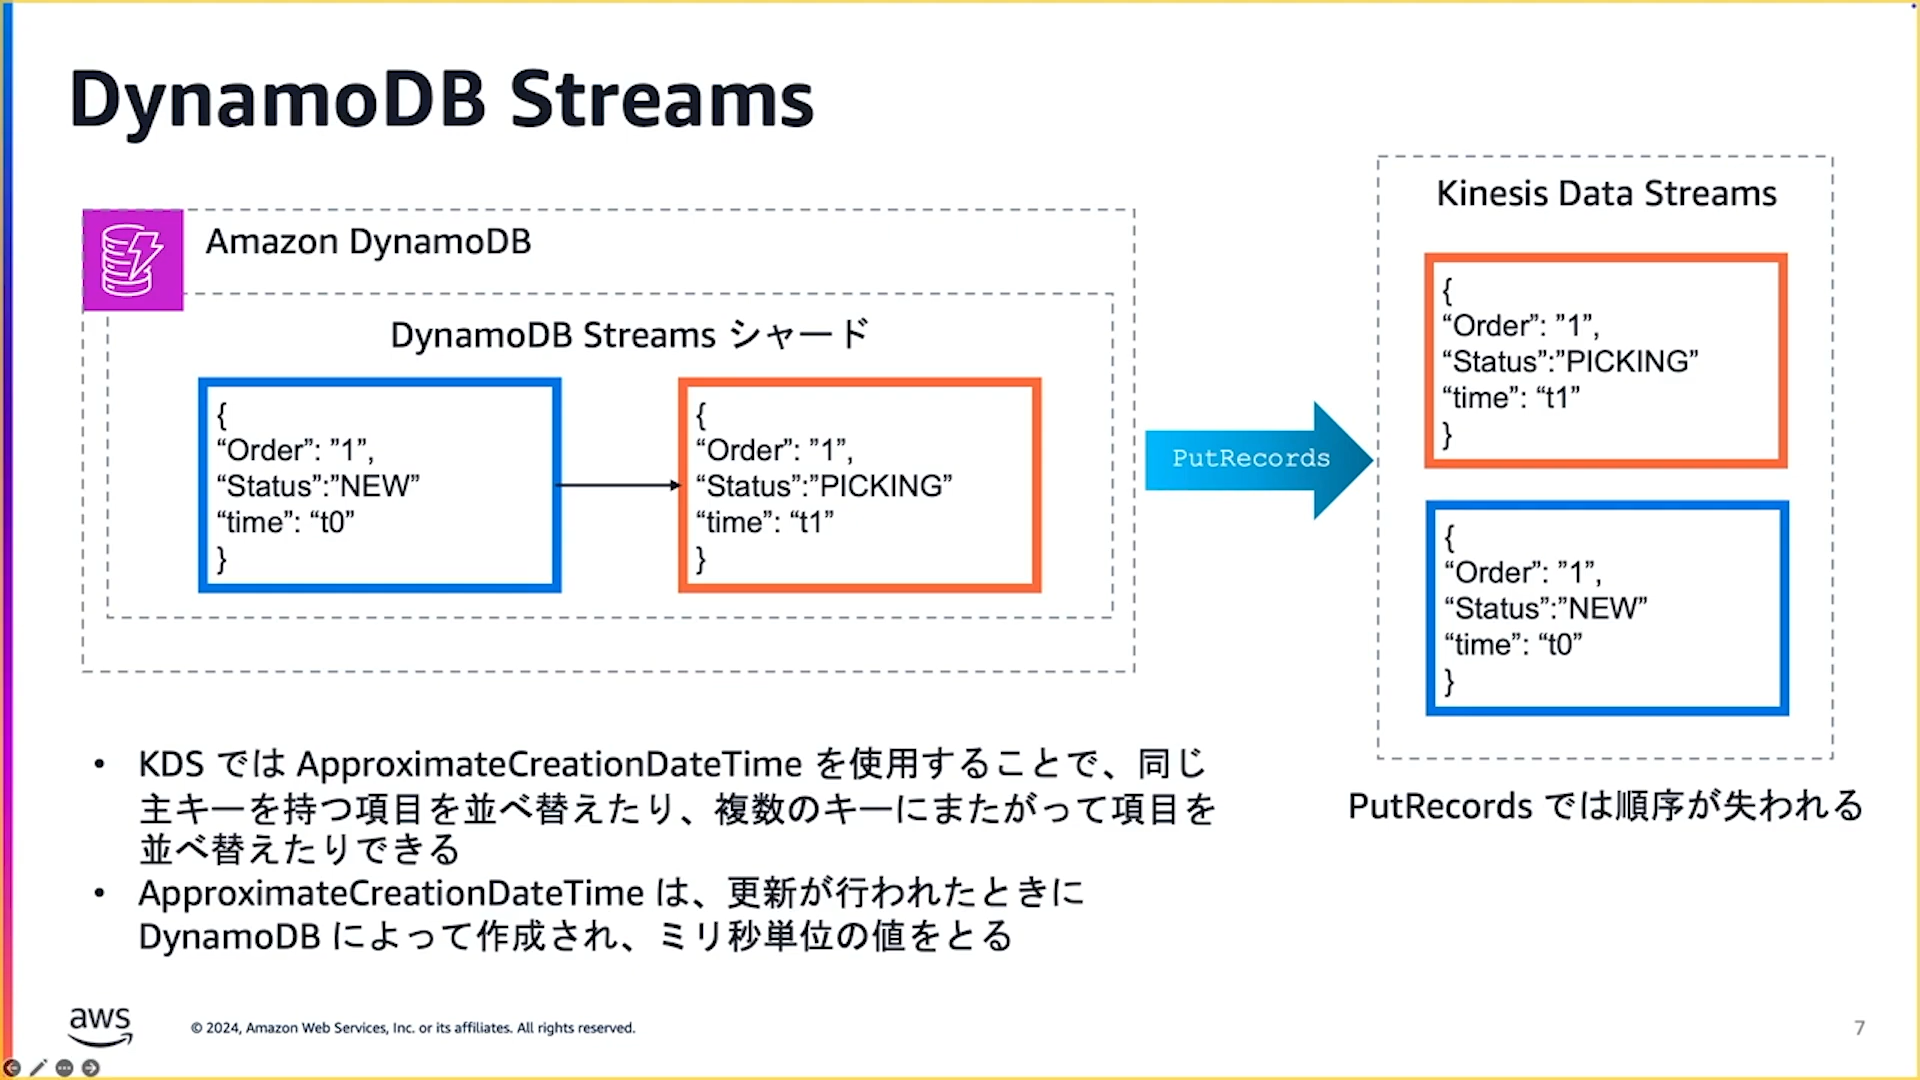 DynamoDB Streams
Amazon DynamoDB
DynamoDB Streams シャード
{
“Order”: ”1”,
“Status”:”NEW”
“time”: “t0”
}
{
“Order”: ”1”,
“Status”:”PICKING”
“time”: “t1”
}
PutRecords
Kinesis Data Streams
{
“Order”: ”1”,
“Status”:”PICKING”
“time”: “t1”
}
{
“Order”: ”1”,
“Status”:”NEW”
“time”: “t0”
}
PutRecords では順序が失われる
• KDS では ApproximateCreationDateTime を使用することで、同じ
主キーを持つ項目を並べ替えたり、複数のキーにまたがって項目を
並べ替えたりできる
• ApproximateCreationDateTime は、更新が行われたときに
DynamoDB によって作成され、ミリ秒単位の値をとる
aws
© 2024, Amazon Web Services, Inc. or its affiliates. All rights reserved.
7